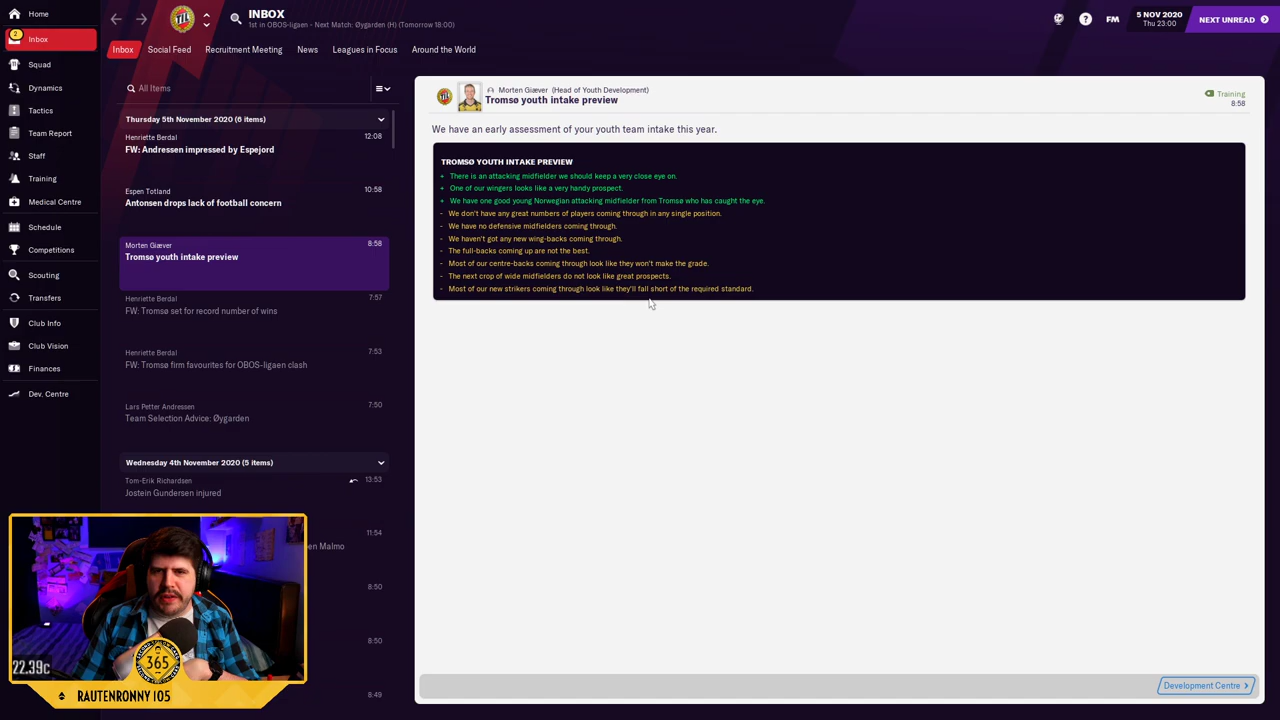 Home
2
Inbox
Squad
Dynamics
Tactics
Team Report
Staff
Training
Medical Centre
Schedule
Competitions
Scouting
Transfers
Club Info
Club Vision
Finances
Dev. Centre
TIL
INBOX
1st in OBOS-ligaen - Next Match: Øygarden (H) (Tomorrow 18:00)
?
FM
5 NOV 2020
Thu 23:00
NEXT UNREAD
Inbox
Social Feed
Recruitment Meeting
News
Leagues in Focus
Around the World
All Items
Thursday 5th November 2020 (6 items)
Henriette Berdal
12:08
FW: Andressen impressed by Espejord
Espen Totland
10:58
Antonsen drops lack of football concern
Morten Giæver
8:58
Tromsø youth intake preview
Henriette Berdal
7:57
FW: Tromsø set for record number of wins
Henriette Berdal
7:53
FW: Tromsø firm favourites for OBOS-ligaen clash
Lars Petter Andressen
7:50
Team Selection Advice: Øygarden
Wednesday 4th November 2020 (5 items)
Tom-Erik Richardsen
13:53
Jostein Gundersen injured
11:54
en Malmo
8:50
8:50
8:49
TIL
Morten Giæver (Head of Youth Development)
Tromsø youth intake preview
Training
8:58
We have an early assessment of your youth team intake this year.
TROMSØ YOUTH INTAKE PREVIEW
+ There is an attacking midfielder we should keep a very close eye on.
+ One of our wingers looks like a very handy prospect.
+ We have one good young Norwegian attacking midfielder from Tromsø who has caught the eye.
- We don't have any great numbers of players coming through in any single position.
- We have no defensive midfielders coming through.
- We haven't got any new wing-backs coming through.
- The full-backs coming up are not the best.
- Most of our centre-backs coming through look like they won't make the grade.
- The next crop of wide midfielders do not look like great prospects.
- Most of our new strikers coming through look like they'll fall short of the required standard.
Development Centre
22.39c
365
RAUTENRONNY 105